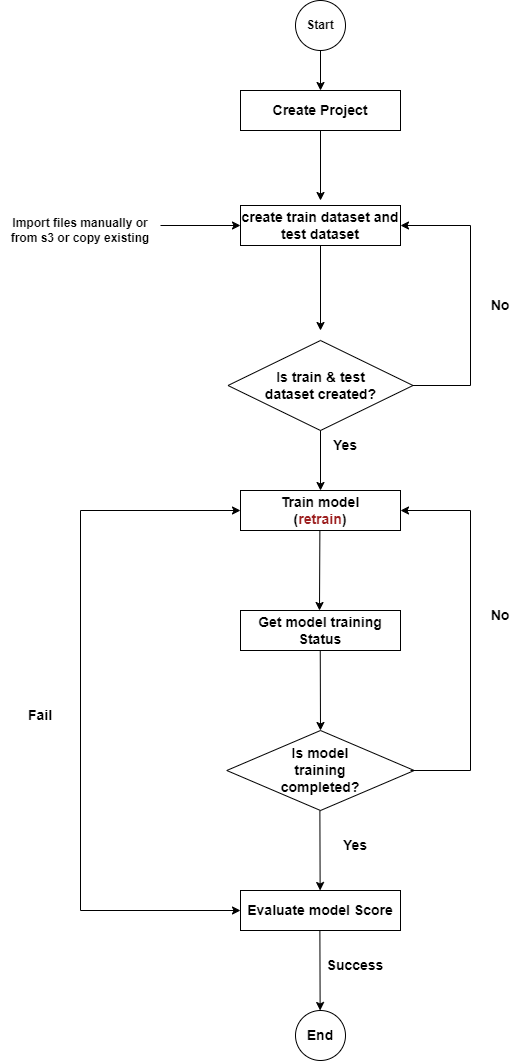 Start
Create Project
Import files manually or
from s3 or copy existing
create train dataset and
test dataset
No
Is train & test
dataset created?
Yes
Train model
(retrain)
Get model training
Status
No
Fail
Is model
training
completed?
Yes
Evaluate model Score
Success
End